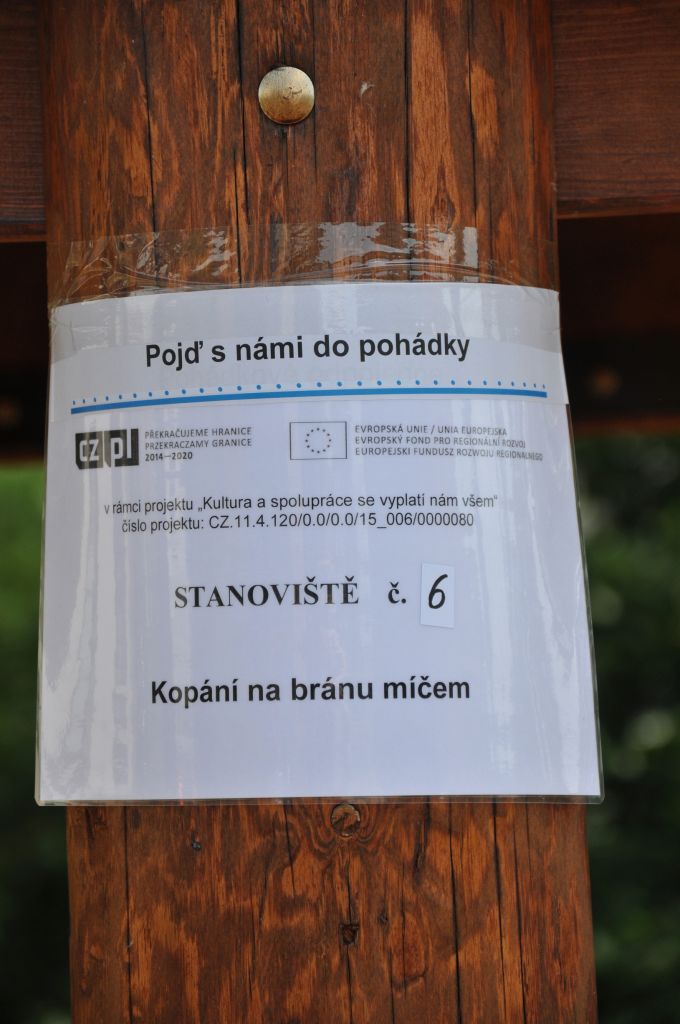 Pojď s námi do pohádky
cz pl
PŘEKRAČUJEME HRANICE
PRZEKRACZAMY GRANICE
2014—2020
EVROPSKÁ UNIE / UNIA EUROPEJSKA
EVROPSKÝ FOND PRO REGIONÁLNÍ ROZVOJ
EUROPEJSKI FUNDUSZ ROZWOJU REGIONALNEGO
v rámci projektu „Kultura a spolupráce se vyplatí nám všem“
číslo projektu: CZ.11.4.120/0.0/0.0/15_006/0000080
STANOVIŠTĚ č. 6
Kopání na bránu míčem